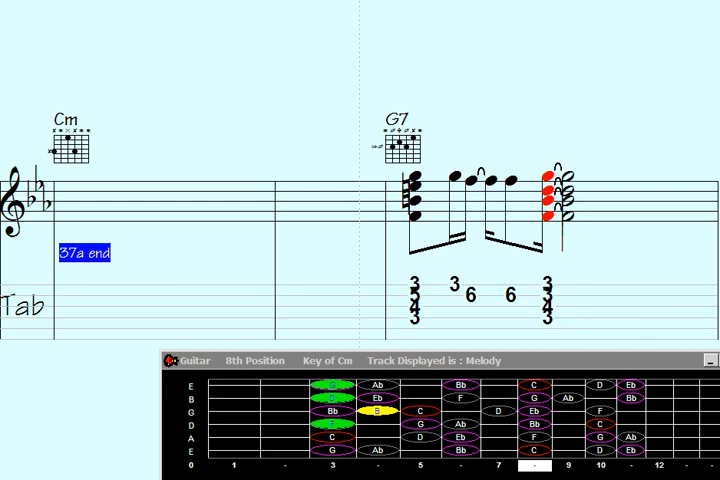 Cm G7
37a end
3 3 3
5 6 6 3
4 4
3 3
Tab
Guitar 8th Position Key of Cm Track Displayed is : Melody
E G Ab Bb C D Eb
B D Eb F G Ab Bb
G Bb B C D Eb F
D F G Ab Bb C
A C D Eb F G Ab
E G Ab Bb C D Eb
0 1 - 3 - 5 - 7 - 9 10 - 12 - -